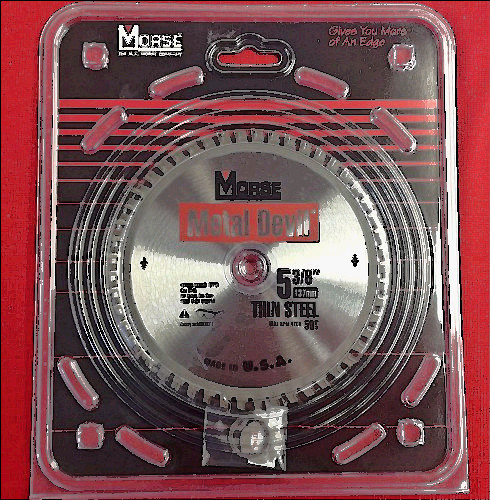 MORSE
THE M.K. MORSE COMPANY
Gives You More
of An Edge
MORSE
Metal Devil
5 3/8"
137mm
THIN STEEL
50T
MADE IN U.S.A.